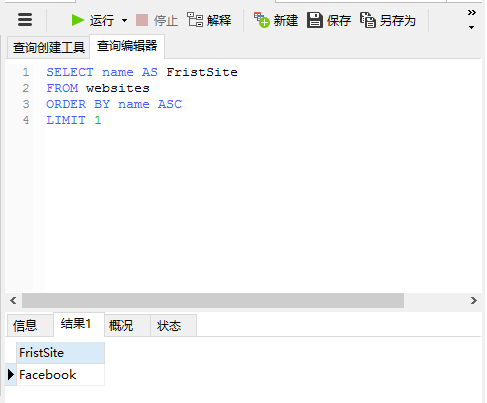 运行 停止 解释 新建 保存 另存为
查询创建工具 查询编辑器
1 SELECT name AS FristSite
2 FROM websites
3 ORDER BY name ASC
4 LIMIT 1
信息 结果1 概况 状态
FristSite
Facebook